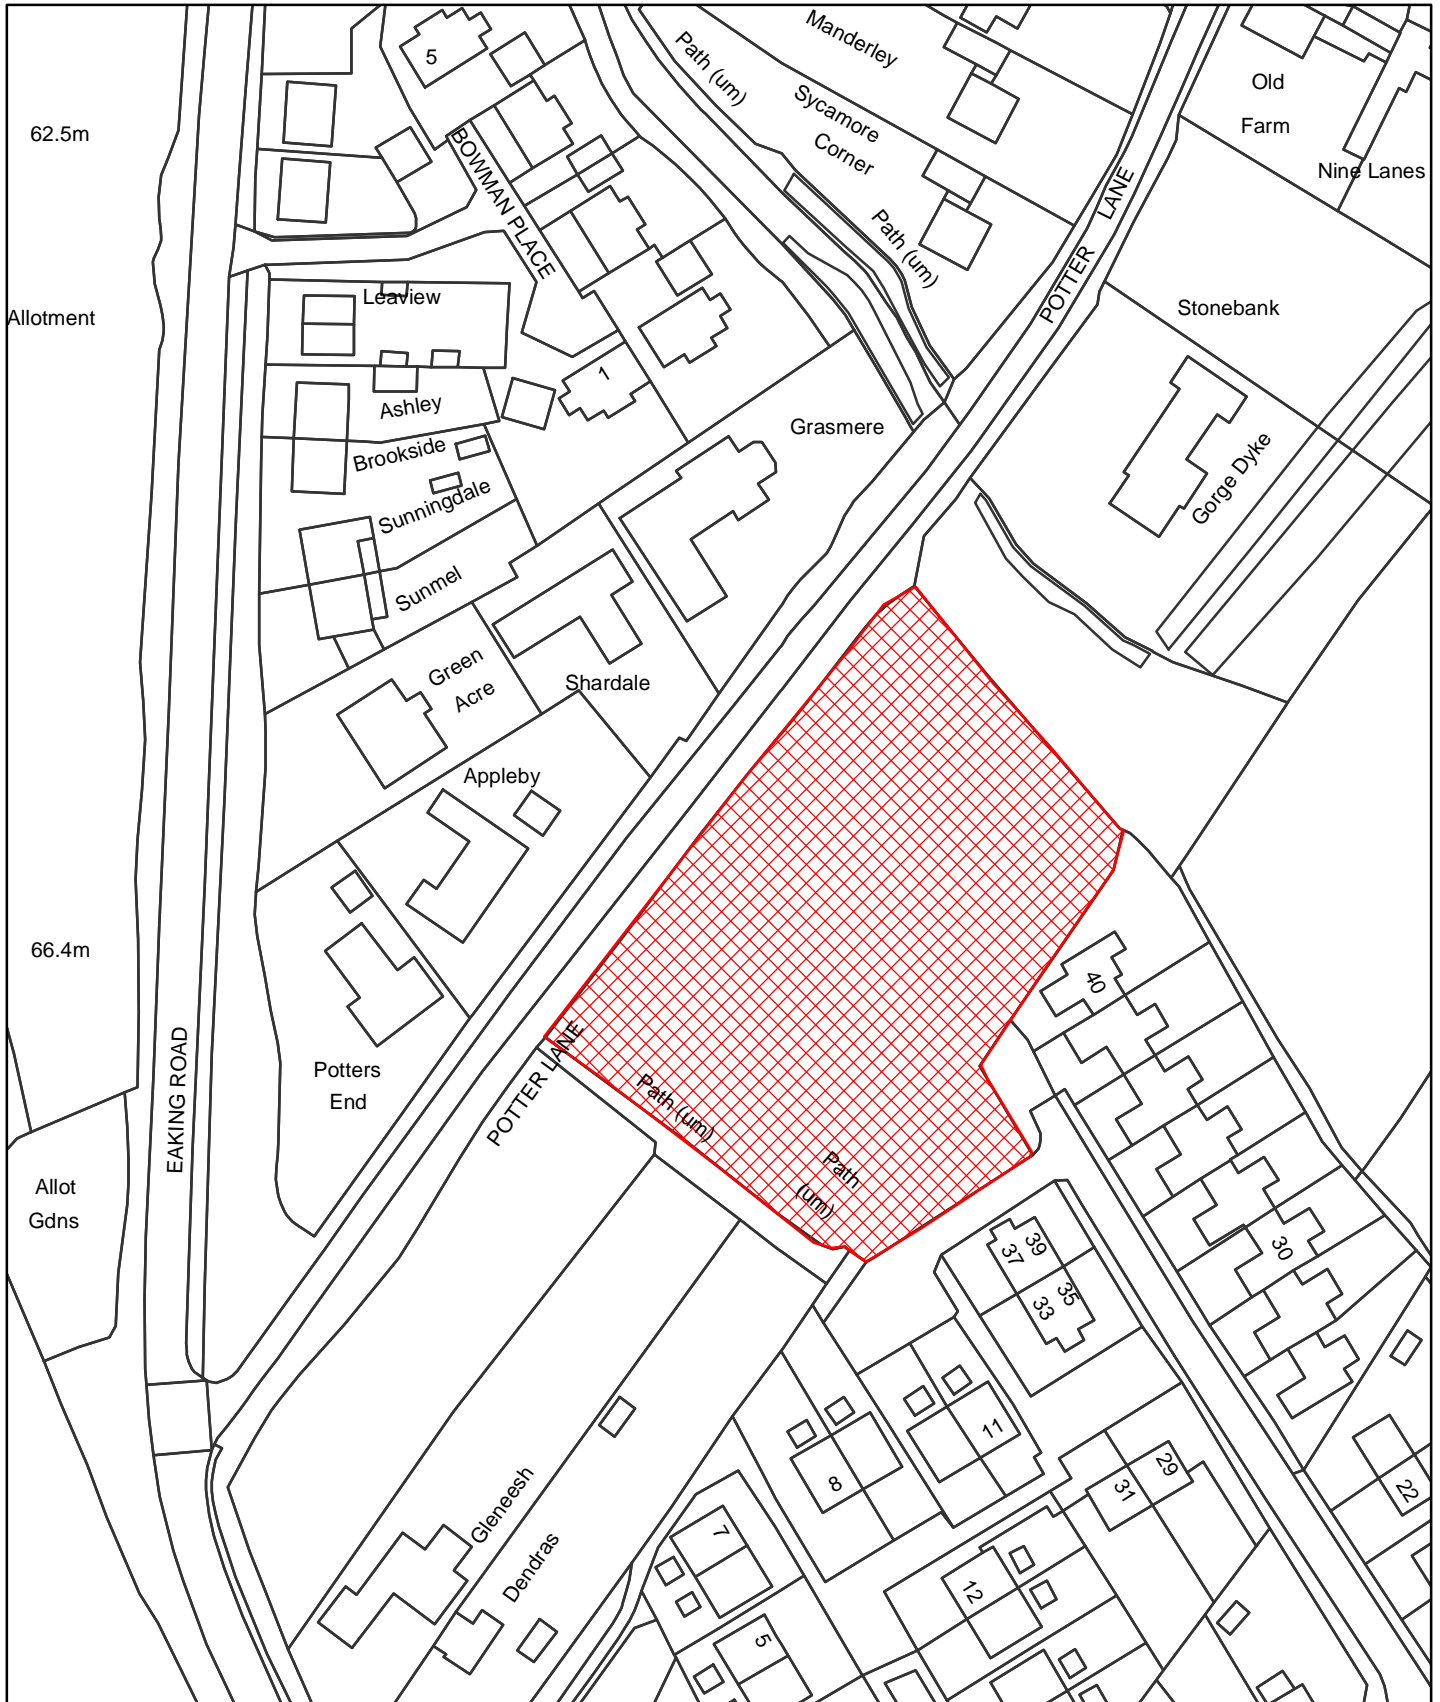 5
Path (um)
Manderley
Old
Farm
62.5m
Sycamore
Corner
BOWMAN PLACE
Nine Lanes
POTTER LANE
Path (um)
Leaview
Stonebank
Allotment
1
Ashley
Grasmere
Brookside
Gorge Dyke
Sunningdale
Sunmel
Green
Acre
Shardale
Appleby
66.4m
40
POTTER LANE
Potters
End
EAKING ROAD
Path (um)
Path
(um)
Allot
Gdns
39
37
30
35
33
11
8
29
31
22
Gleneesh
7
Dendras
12
5